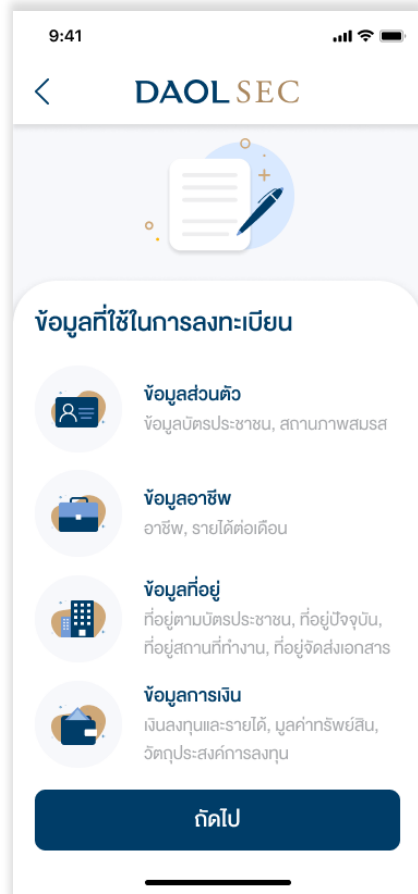 9:41
DAOL SEC
ข้อมูลที่ใช้ในการลงทะเบียน
ข้อมูลส่วนตัว
ข้อมูลบัตรประชาชน, สถานภาพสมรส
ข้อมูลอาชีพ
อาชีพ, รายได้ต่อเดือน
ข้อมูลที่อยู่
ที่อยู่ตามบัตรประชาชน, ที่อยู่ปัจจุบัน,
ที่อยู่สถานที่ทำงาน, ที่อยู่จัดส่งเอกสาร
ข้อมูลการเงิน
เงินลงทุนและรายได้, มูลค่าทรัพย์สิน,
วัตถุประสงค์การลงทุน
ถัดไป